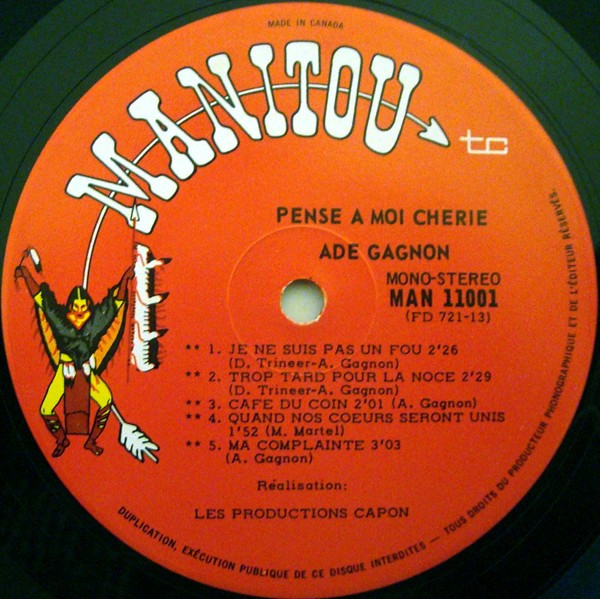 MADE IN CANADA
MANITOU
tc
PENSE A MOI CHERIE
ADE GAGNON
MONO-STEREO
MAN 11001
(FD 721-13)
** 1. JE NE SUIS PAS UN FOU 2'26
(D. Trineer-A. Gagnon)
** 2. TROP TARD POUR LA NOCE 2'29
(D. Trineer-A. Gagnon)
** 3. CAFE DU COIN 2'01 (A. Gagnon)
** 4. QUAND NOS COEURS SERONT UNIS
1'52 (M. Martel)
** 5. MA COMPLAINTE 3'03
(A. Gagnon)
Réalisation:
LES PRODUCTIONS CAPON
DUPLICATION, EXÉCUTION PUBLIQUE DE CE DISQUE INTERDITES — TOUS DROITS DU PRODUCTEUR PHONOGRAPHIQUE ET DE L'ÉDITEUR RÉSERVÉS.